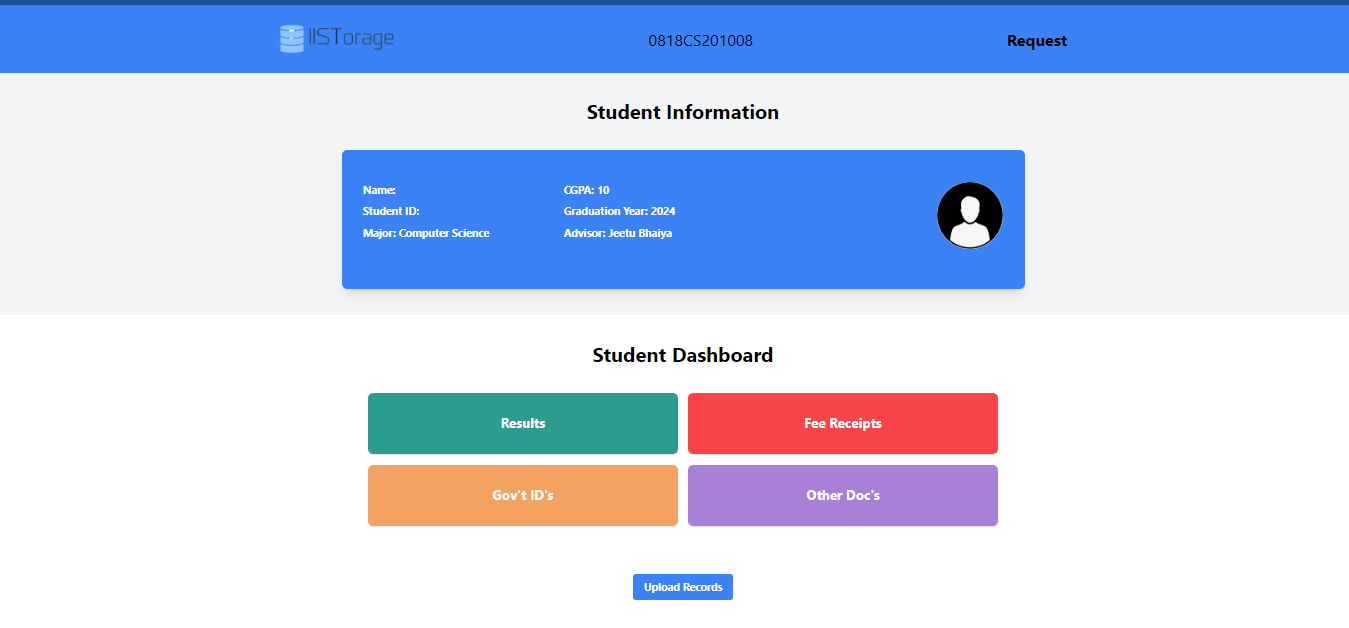 IISTorage
0818CS201008
Request
Student Information
Name:
Student ID:
Major: Computer Science
CGPA: 10
Graduation Year: 2024
Advisor: Jeetu Bhaiya
Student Dashboard
Results
Fee Receipts
Gov't ID's
Other Doc's
Upload Records